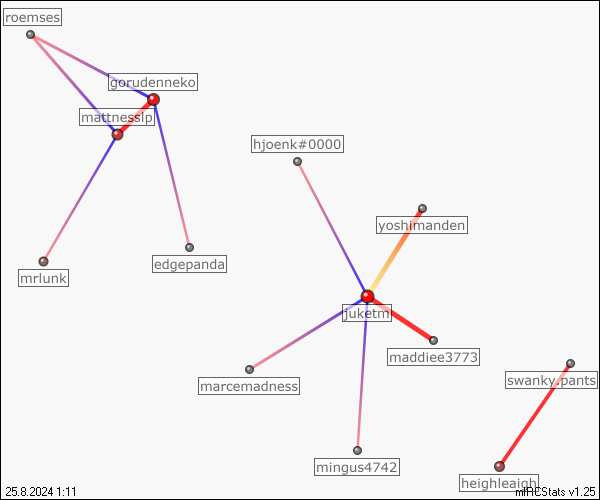 roemses
gorudenneko
mattnesslp
hjoenk#0000
yoshimanden
edgepanda
mrlunk
juketm
maddiee3773
swanky.pants
marcemadness
mingus4742
heighleaigh
25.8.2024 1:11
mIRCStats v1.25